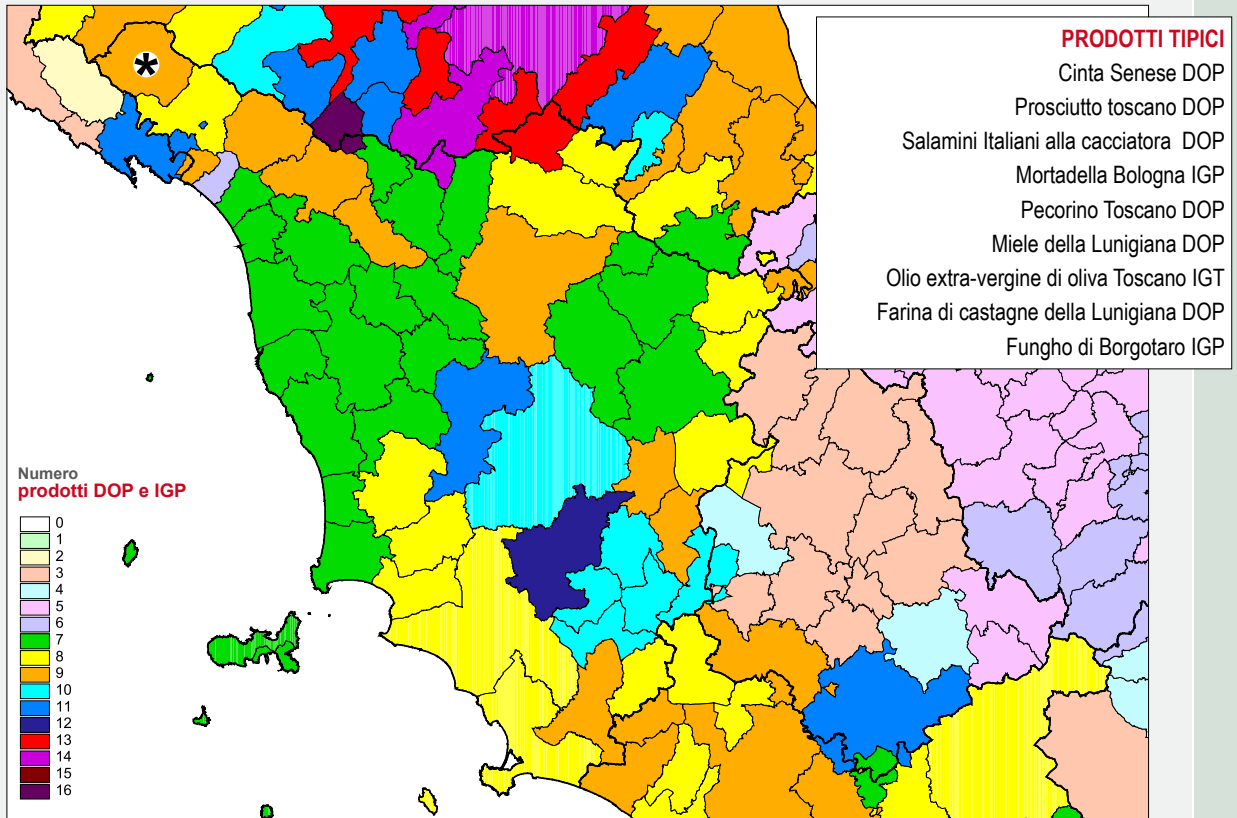 PRODOTTI TIPICI
Cinta Senese DOP
Prosciutto toscano DOP
Salamini Italiani alla cacciatora DOP
Mortadella Bologna IGP
Pecorino Toscano DOP
Miele della Lunigiana DOP
Olio extra-vergine di oliva Toscano IGT
Farina di castagne della Lunigiana DOP
Fungho di Borgotaro IGP
*
Numero
prodotti DOP e IGP
0
1
2
3
4
5
6
7
8
9
10
11
12
13
14
15
16